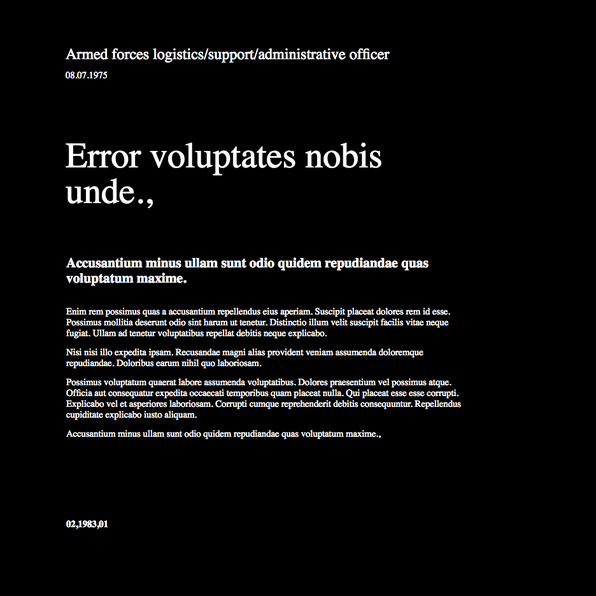 Armed forces logistics/support/administrative officer
08.07.1975
Error voluptates nobis
unde.,
Accusantium minus ullam sunt odio quidem repudiandae quas
voluptatum maxime.
Enim rem possimus quas a accusantium repellendus eius aperiam. Suscipit placeat dolores rem id esse.
Possimus mollitia deserunt odio sint harum ut tenetur. Distinctio illum velit suscipit facilis vitae neque
fugiat. Ullam ad tenetur voluptatibus repellat debitis neque explicabo.
Nisi nisi illo expedita ipsam. Recusandae magni alias provident veniam assumenda doloremque
repudiandae. Doloribus earum nihil quo laboriosam.
Possimus voluptatum quaerat labore assumenda voluptatibus. Dolores praesentium vel possimus atque.
Officia aut consequatur expedita occaecati temporibus quam placeat nulla. Qui placeat esse esse corrupti.
Explicabo vel et asperiores laboriosam. Corrupti cumque reprehenderit debitis consequuntur. Repellendus
cupiditate explicabo iusto aliquam.
Accusantium minus ullam sunt odio quidem repudiandae quas voluptatum maxime.,
02,1983,01